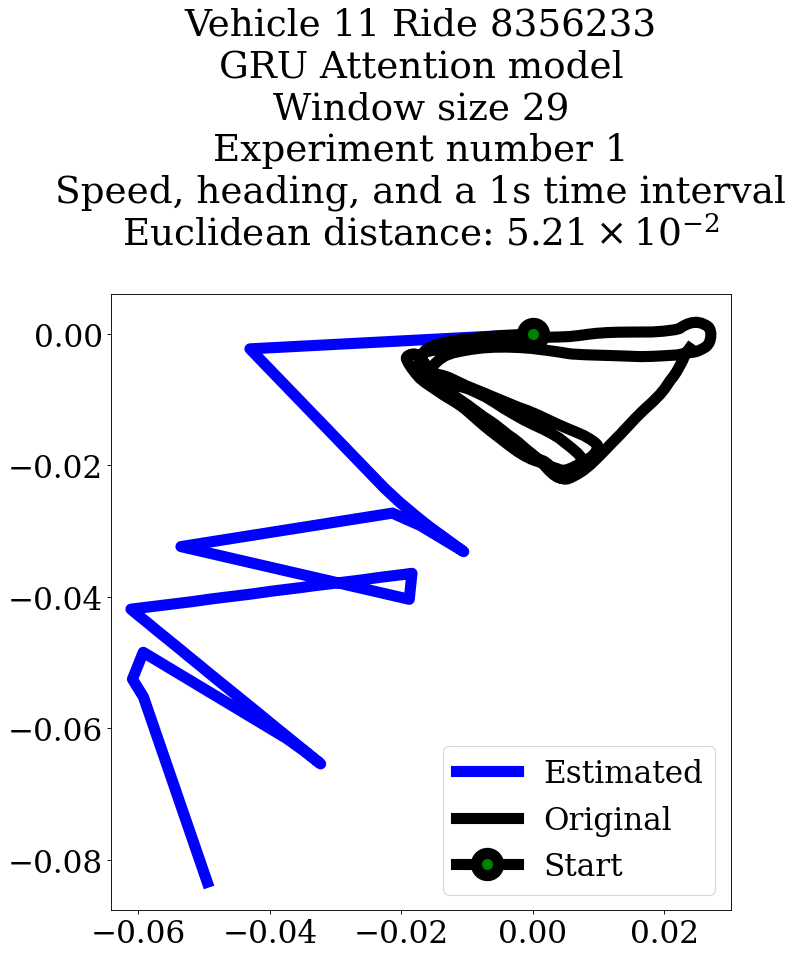 Vehicle 11 Ride 8356233
GRU Attention model
Window size 29
Experiment number 1
Speed, heading, and a 1s time interval
Euclidean distance: 5.21 × 10⁻²
0.00
−0.02
−0.04
−0.06
−0.08
Estimated
Original
Start
−0.06 −0.04 −0.02 0.00 0.02